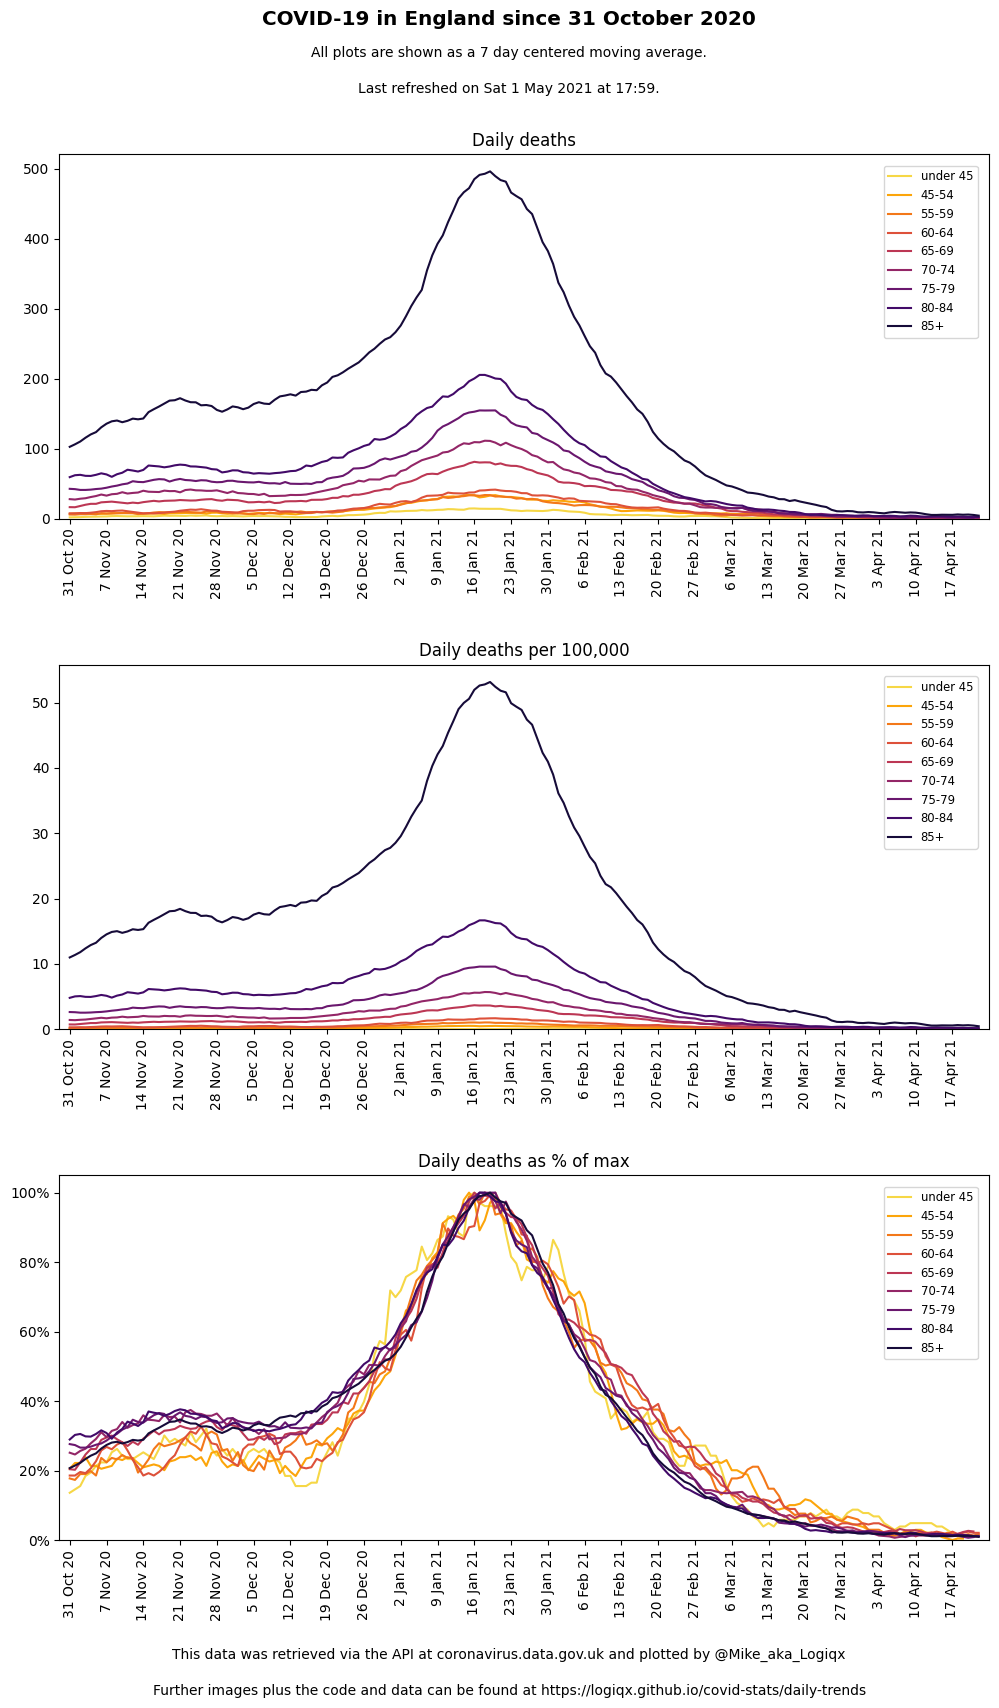 COVID-19 in England since 31 October 2020
All plots are shown as a 7 day centered moving average.
Last refreshed on Sat 1 May 2021 at 17:59.
Daily deaths
500
400
300
200
100
0
under 45
45-54
55-59
60-64
65-69
70-74
75-79
80-84
85+
31 Oct 20
7 Nov 20
14 Nov 20
21 Nov 20
28 Nov 20
5 Dec 20
12 Dec 20
19 Dec 20
26 Dec 20
2 Jan 21
9 Jan 21
16 Jan 21
23 Jan 21
30 Jan 21
6 Feb 21
13 Feb 21
20 Feb 21
27 Feb 21
6 Mar 21
13 Mar 21
20 Mar 21
27 Mar 21
3 Apr 21
10 Apr 21
17 Apr 21
Daily deaths per 100,000
50
40
30
20
10
0
under 45
45-54
55-59
60-64
65-69
70-74
75-79
80-84
85+
31 Oct 20
7 Nov 20
14 Nov 20
21 Nov 20
28 Nov 20
5 Dec 20
12 Dec 20
19 Dec 20
26 Dec 20
2 Jan 21
9 Jan 21
16 Jan 21
23 Jan 21
30 Jan 21
6 Feb 21
13 Feb 21
20 Feb 21
27 Feb 21
6 Mar 21
13 Mar 21
20 Mar 21
27 Mar 21
3 Apr 21
10 Apr 21
17 Apr 21
Daily deaths as % of max
100%
80%
60%
40%
20%
0%
under 45
45-54
55-59
60-64
65-69
70-74
75-79
80-84
85+
31 Oct 20
7 Nov 20
14 Nov 20
21 Nov 20
28 Nov 20
5 Dec 20
12 Dec 20
19 Dec 20
26 Dec 20
2 Jan 21
9 Jan 21
16 Jan 21
23 Jan 21
30 Jan 21
6 Feb 21
13 Feb 21
20 Feb 21
27 Feb 21
6 Mar 21
13 Mar 21
20 Mar 21
27 Mar 21
3 Apr 21
10 Apr 21
17 Apr 21
This data was retrieved via the API at coronavirus.data.gov.uk and plotted by @Mike_aka_Logiqx
Further images plus the code and data can be found at https://logiqx.github.io/covid-stats/daily-trends